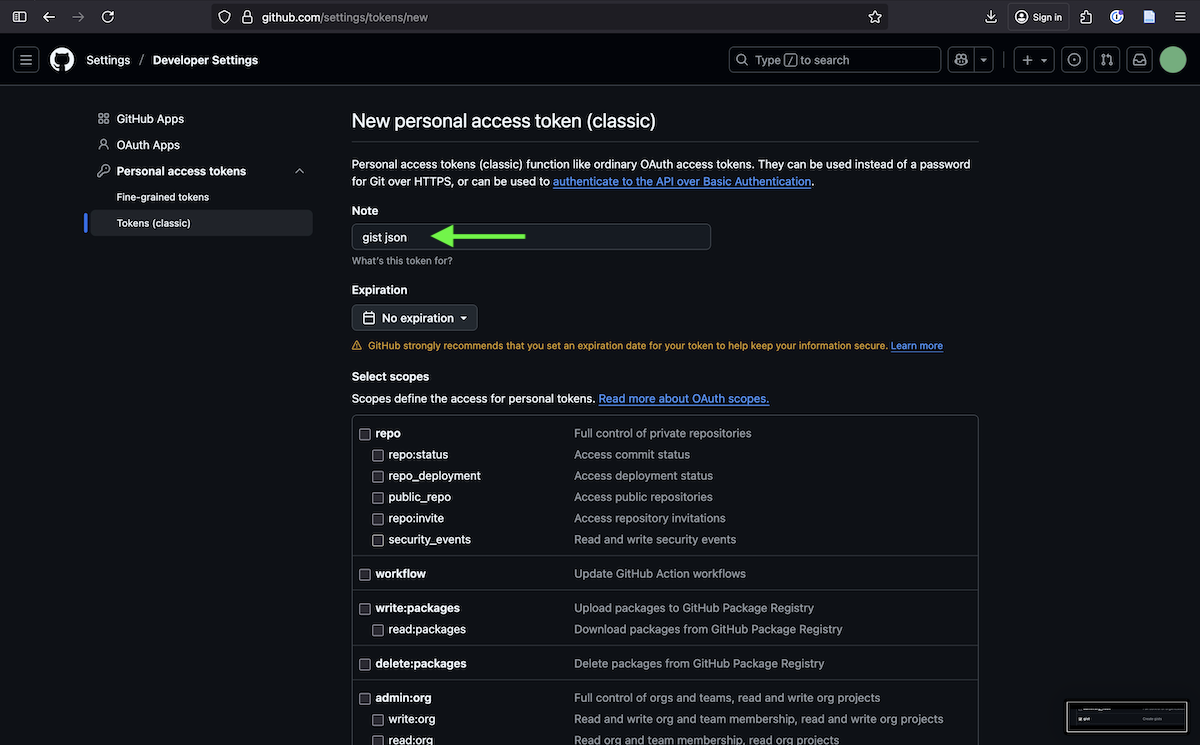 github.com/settings/tokens/new
Sign in
Settings / Developer Settings
Type / to search
GitHub Apps
OAuth Apps
Personal access tokens
Fine-grained tokens
Tokens (classic)
New personal access token (classic)
Personal access tokens (classic) function like ordinary OAuth access tokens. They can be used instead of a password
for Git over HTTPS, or can be used to authenticate to the API over Basic Authentication.
Note
gist json
What's this token for?
Expiration
No expiration
GitHub strongly recommends that you set an expiration date for your token to help keep your information secure. Learn more
Select scopes
Scopes define the access for personal tokens. Read more about OAuth scopes.
repo Full control of private repositories
repo:status Access commit status
repo_deployment Access deployment status
public_repo Access public repositories
repo:invite Access repository invitations
security_events Read and write security events
workflow Update GitHub Action workflows
write:packages Upload packages to GitHub Package Registry
read:packages Download packages from GitHub Package Registry
delete:packages Delete packages from GitHub Package Registry
admin:org Full control of orgs and teams, read and write org projects
write:org Read and write org and team membership, read and write org projects
read:org Read org and team membership, read org projects
gist Create gists